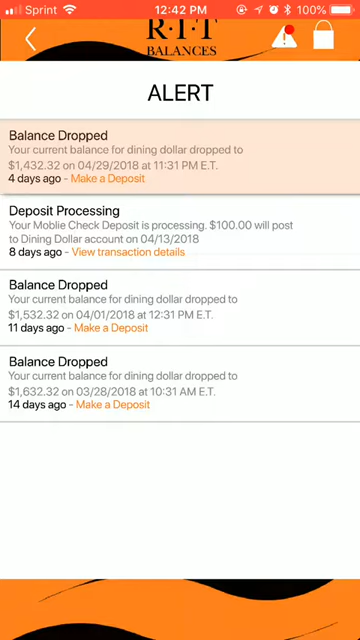 Sprint 12:42 PM 100%
R·I·T
BALANCES
ALERT
Balance Dropped
Your current balance for dining dollar dropped to
$1,432.32 on 04/29/2018 at 11:31 PM E.T.
4 days ago - Make a Deposit
Deposit Processing
Your Moblie Check Deposit is processing. $100.00 will post
to Dining Dollar account on 04/13/2018
8 days ago - View transaction details
Balance Dropped
Your current balance for dining dollar dropped to
$1,532.32 on 04/01/2018 at 12:31 PM E.T.
11 days ago - Make a Deposit
Balance Dropped
Your current balance for dining dollar dropped to
$1,632.32 on 03/28/2018 at 10:31 AM E.T.
14 days ago - Make a Deposit